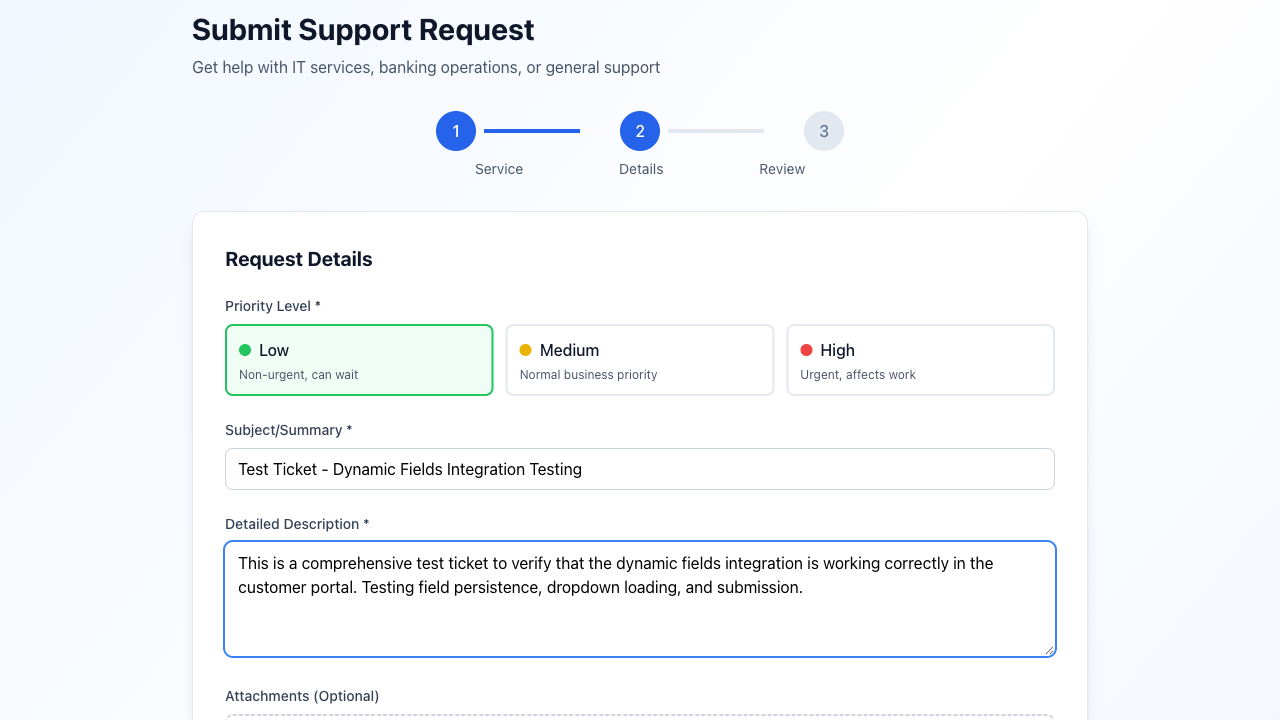 Submit Support Request
Get help with IT services, banking operations, or general support
1
2
3
Service
Details
Review
Request Details
Priority Level *
Low
Non-urgent, can wait
Medium
Normal business priority
High
Urgent, affects work
Subject/Summary *
Test Ticket - Dynamic Fields Integration Testing
Detailed Description *
This is a comprehensive test ticket to verify that the dynamic fields integration is working correctly in the
customer portal. Testing field persistence, dropdown loading, and submission.
Attachments (Optional)